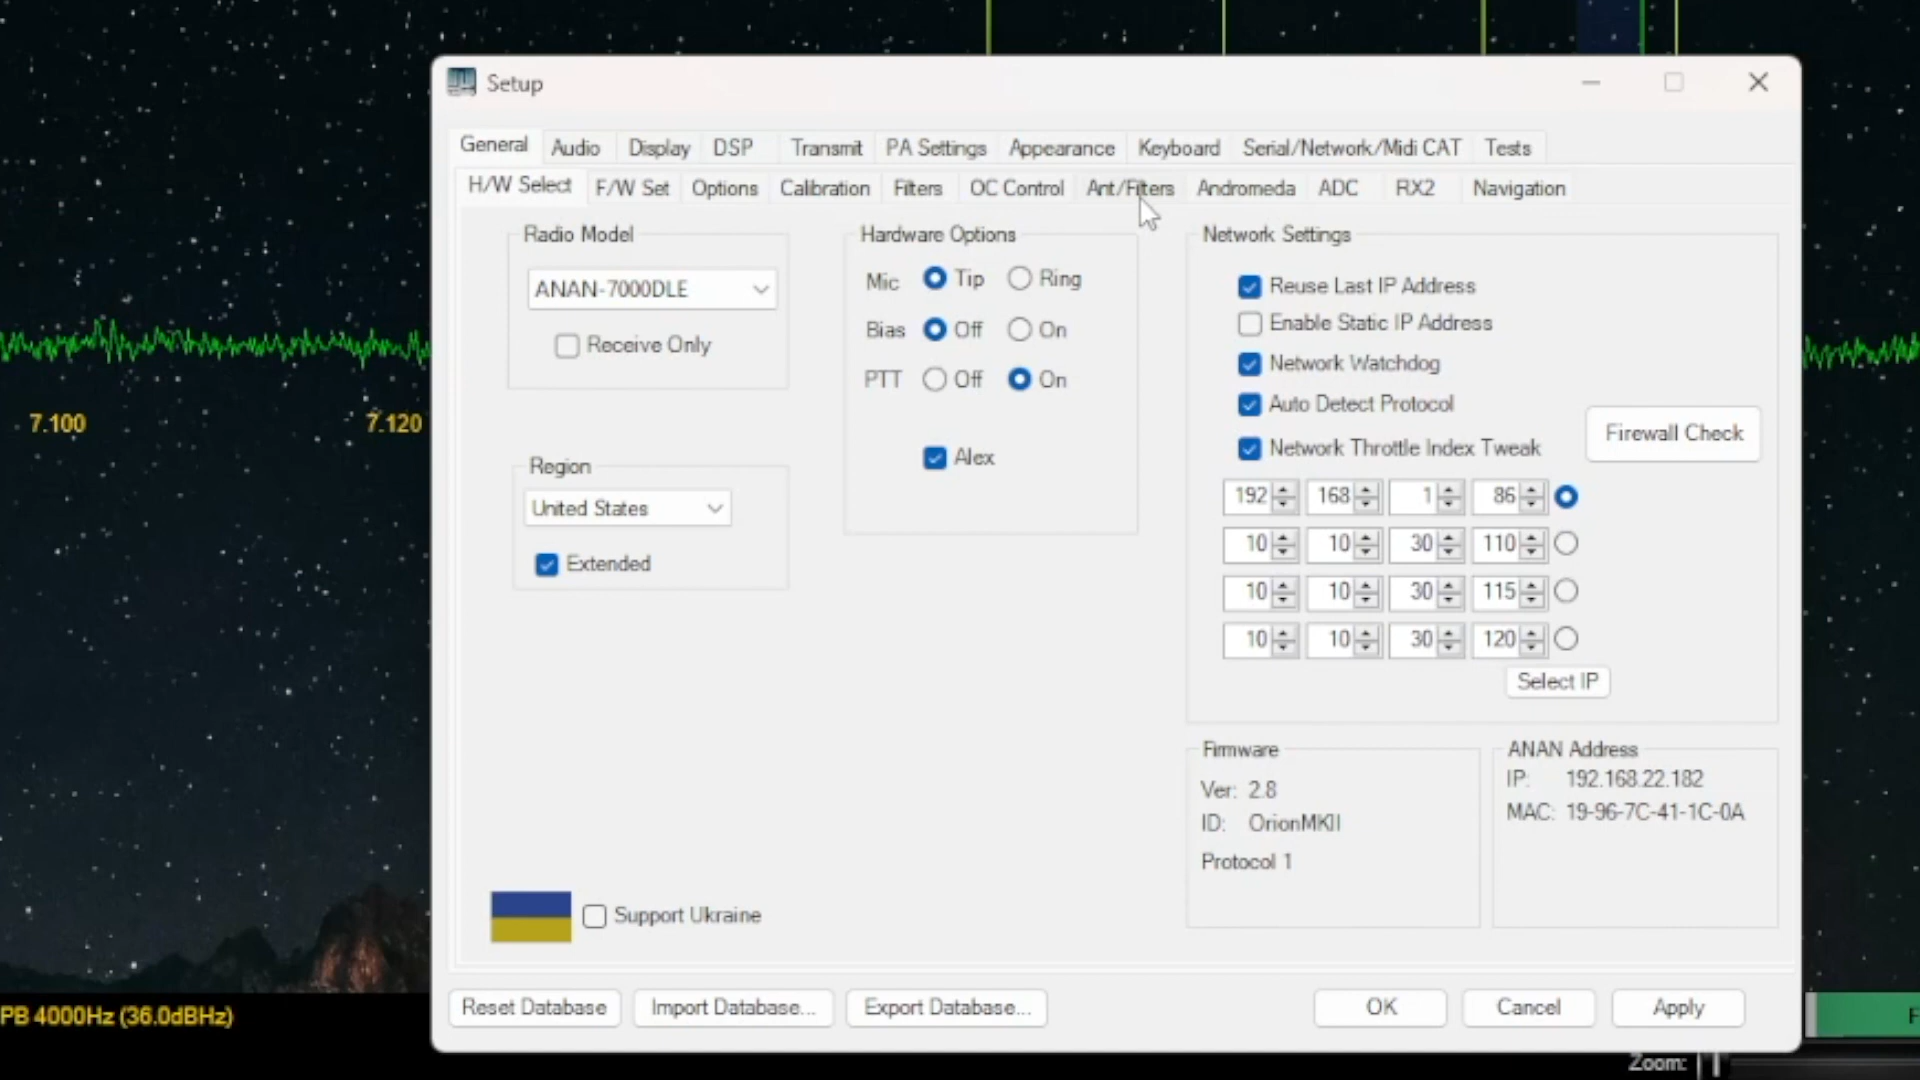 Setup
General Audio Display DSP Transmit PA Settings Appearance Keyboard Serial/Network/Midi CAT Tests
H/W Select F/W Set Options Calibration Filters OC Control Ant/Filters Andromeda ADC RX2 Navigation
Radio Model
ANAN-7000DLE
Receive Only
Region
United States
Extended
Hardware Options
Mic Tip Ring
Bias Off On
PTT Off On
Alex
Network Settings
Reuse Last IP Address
Enable Static IP Address
Network Watchdog
Auto Detect Protocol
Network Throttle Index Tweak
Firewall Check
192 168 1 86
10 10 30 110
10 10 30 115
10 10 30 120
Select IP
Firmware
Ver: 2.8
ID: OrionMKII
Protocol 1
ANAN Address
IP: 192.168.22.182
MAC: 19-96-7C-41-1C-0A
Support Ukraine
Reset Database Import Database... Export Database... OK Cancel Apply
7.100 7.120
PB 4000Hz (36.0dBHz)
Zoom: